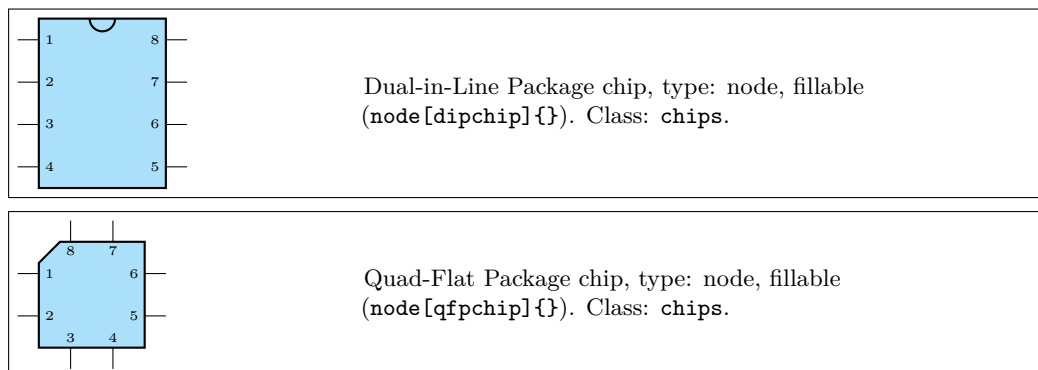 1 8
2 7
3 6
4 5
Dual-in-Line Package chip, type: node, fillable
(node[dipchip]{}). Class: chips.
8 7
1 6
2 5
3 4
Quad-Flat Package chip, type: node, fillable
(node[qfpchip]{}). Class: chips.